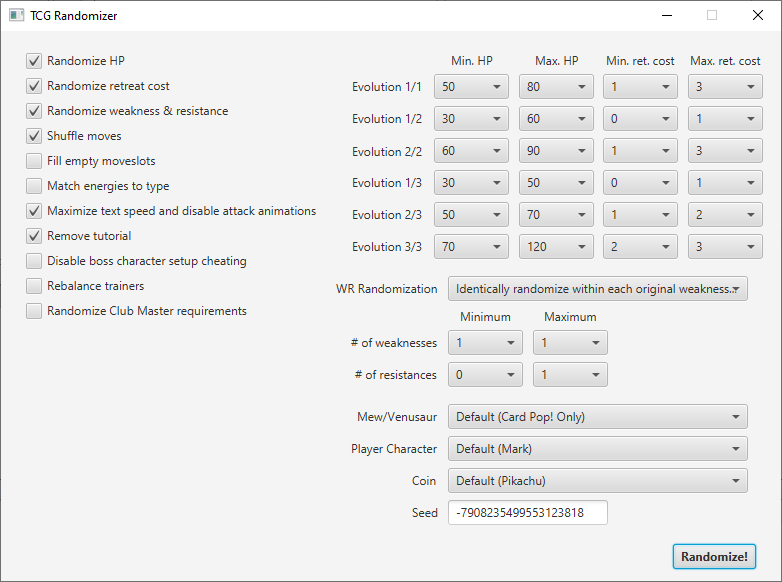 TCG Randomizer
Randomize HP
Randomize retreat cost
Randomize weakness & resistance
Shuffle moves
Fill empty moveslots
Match energies to type
Maximize text speed and disable attack animations
Remove tutorial
Disable boss character setup cheating
Rebalance trainers
Randomize Club Master requirements
Min. HP Max. HP Min. ret. cost Max. ret. cost
Evolution 1/1 50 80 1 3
Evolution 1/2 30 60 0 1
Evolution 2/2 60 90 1 3
Evolution 1/3 30 50 0 1
Evolution 2/3 50 70 1 2
Evolution 3/3 70 120 2 3
WR Randomization Identically randomize within each original weakness...
Minimum Maximum
# of weaknesses 1 1
# of resistances 0 1
Mew/Venusaur Default (Card Pop! Only)
Player Character Default (Mark)
Coin Default (Pikachu)
Seed -7908235499553123818
Randomize!